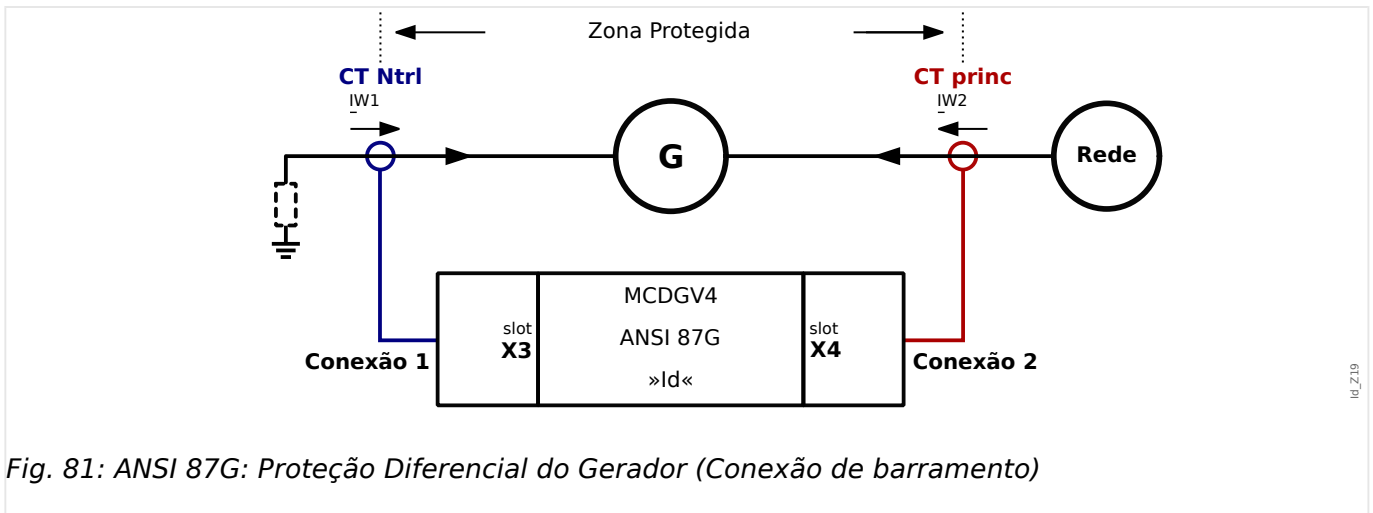 Zona Protegida
CT Ntrl
CT princ
IW1
IW2
G
Rede
MCDGV4
slot
X3
ANSI 87G
slot
X4
»Id«
Conexão 1
Conexão 2
Id_Z19
Fig. 81: ANSI 87G: Proteção Diferencial do Gerador (Conexão de barramento)